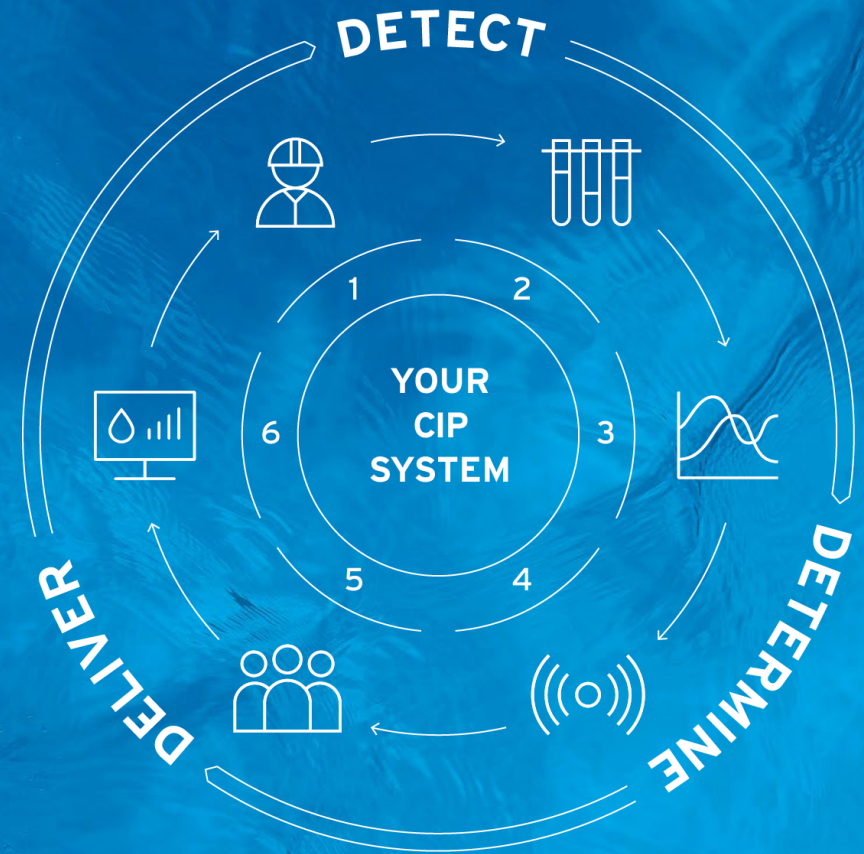 DETECT
1
2
3
4
5
6
YOUR
CIP
SYSTEM
DETERMINE
DELIVER